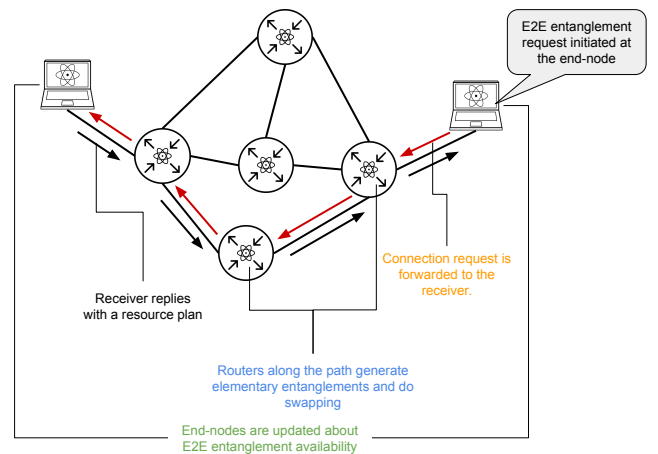 E2E entanglement
request initiated at
the end-node
Connection request is
forwarded to the
receiver.
Receiver replies
with a resource plan
Routers along the path generate
elementary entanglements and do
swapping
End-nodes are updated about
E2E entanglement availability